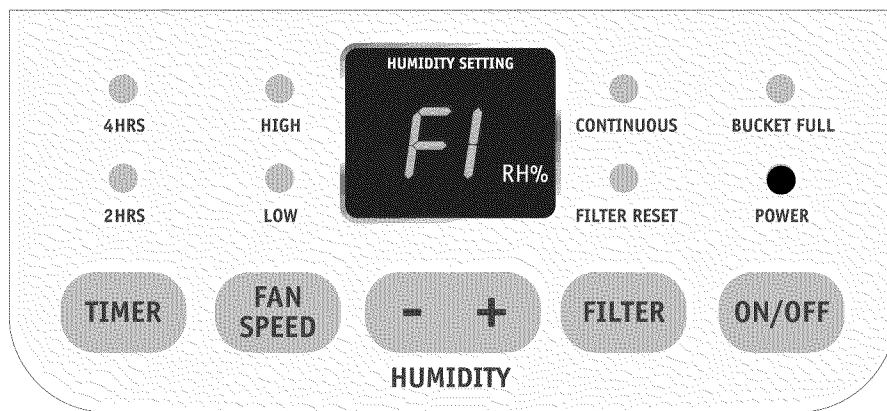 HUMIDITY SETTING
F1
RH%
4HRS
HIGH
CONTINUOUS
BUCKET FULL
2HRS
LOW
FILTER RESET
POWER
TIMER
FAN
SPEED
- +
FILTER
ON/OFF
HUMIDITY